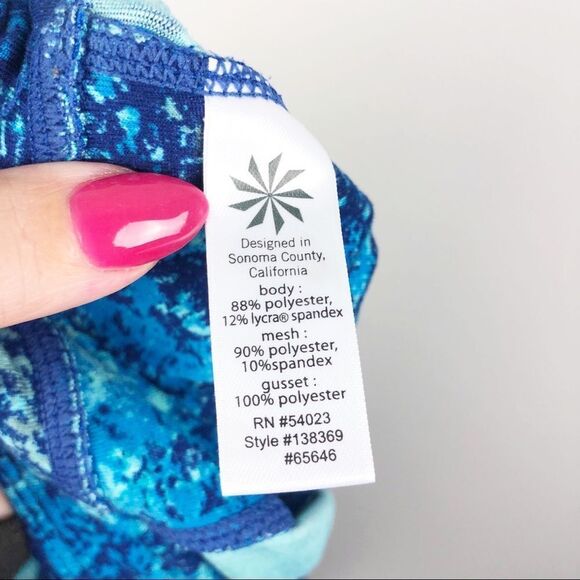 Designed in
Sonoma County,
California
body :
88% polyester,
12% lycra® spandex
mesh :
90% polyester,
10%spandex
gusset :
100% polyester
RN #54023
Style #138369
#65646